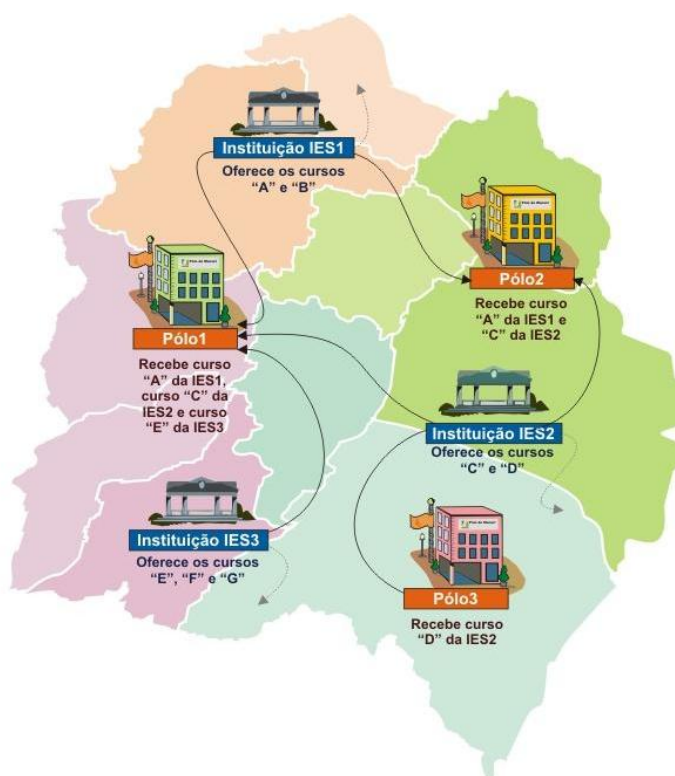 Instituição IES1
Oferece os cursos
“A” e “B”
Pólo2
Recebe curso
“A” da IES1 e
“C” da IES2
Pólo1
Recebe curso
“A” da IES1,
curso “C” da
IES2 e curso
“E” da IES3
Instituição IES2
Oferece os cursos
“C” e “D”
Instituição IES3
Oferece os cursos
“E”, “F” e “G”
Pólo3
Recebe curso
“D” da IES2